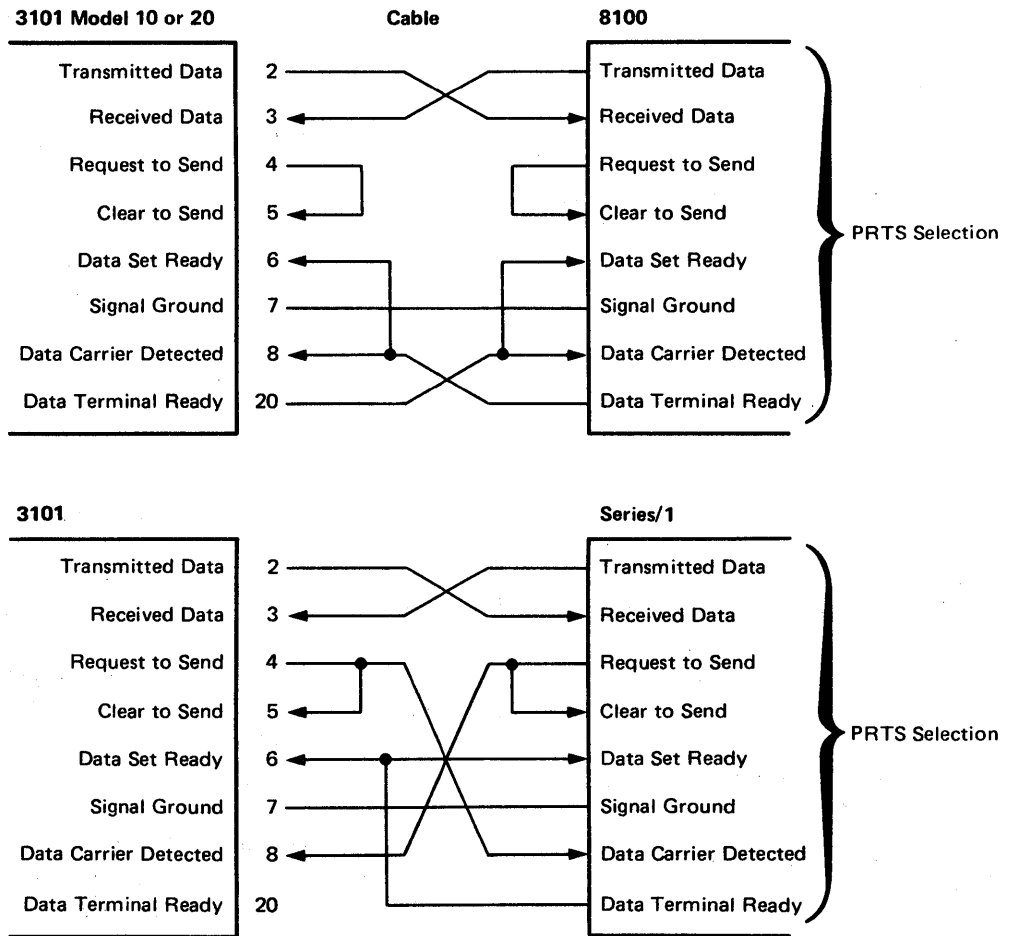 3101 Model 10 or 20 Cable 8100
Transmitted Data 2 Transmitted Data
Received Data 3 Received Data
Request to Send 4 Request to Send
Clear to Send 5 Clear to Send
PRTS Selection
Data Set Ready 6 Data Set Ready
Signal Ground 7 Signal Ground
Data Carrier Detected 8 Data Carrier Detected
Data Terminal Ready 20 Data Terminal Ready
3101 Series/1
Transmitted Data 2 Transmitted Data
Received Data 3 Received Data
Request to Send 4 Request to Send
Clear to Send 5 Clear to Send
PRTS Selection
Data Set Ready 6 Data Set Ready
Signal Ground 7 Signal Ground
Data Carrier Detected 8 Data Carrier Detected
Data Terminal Ready 20 Data Terminal Ready